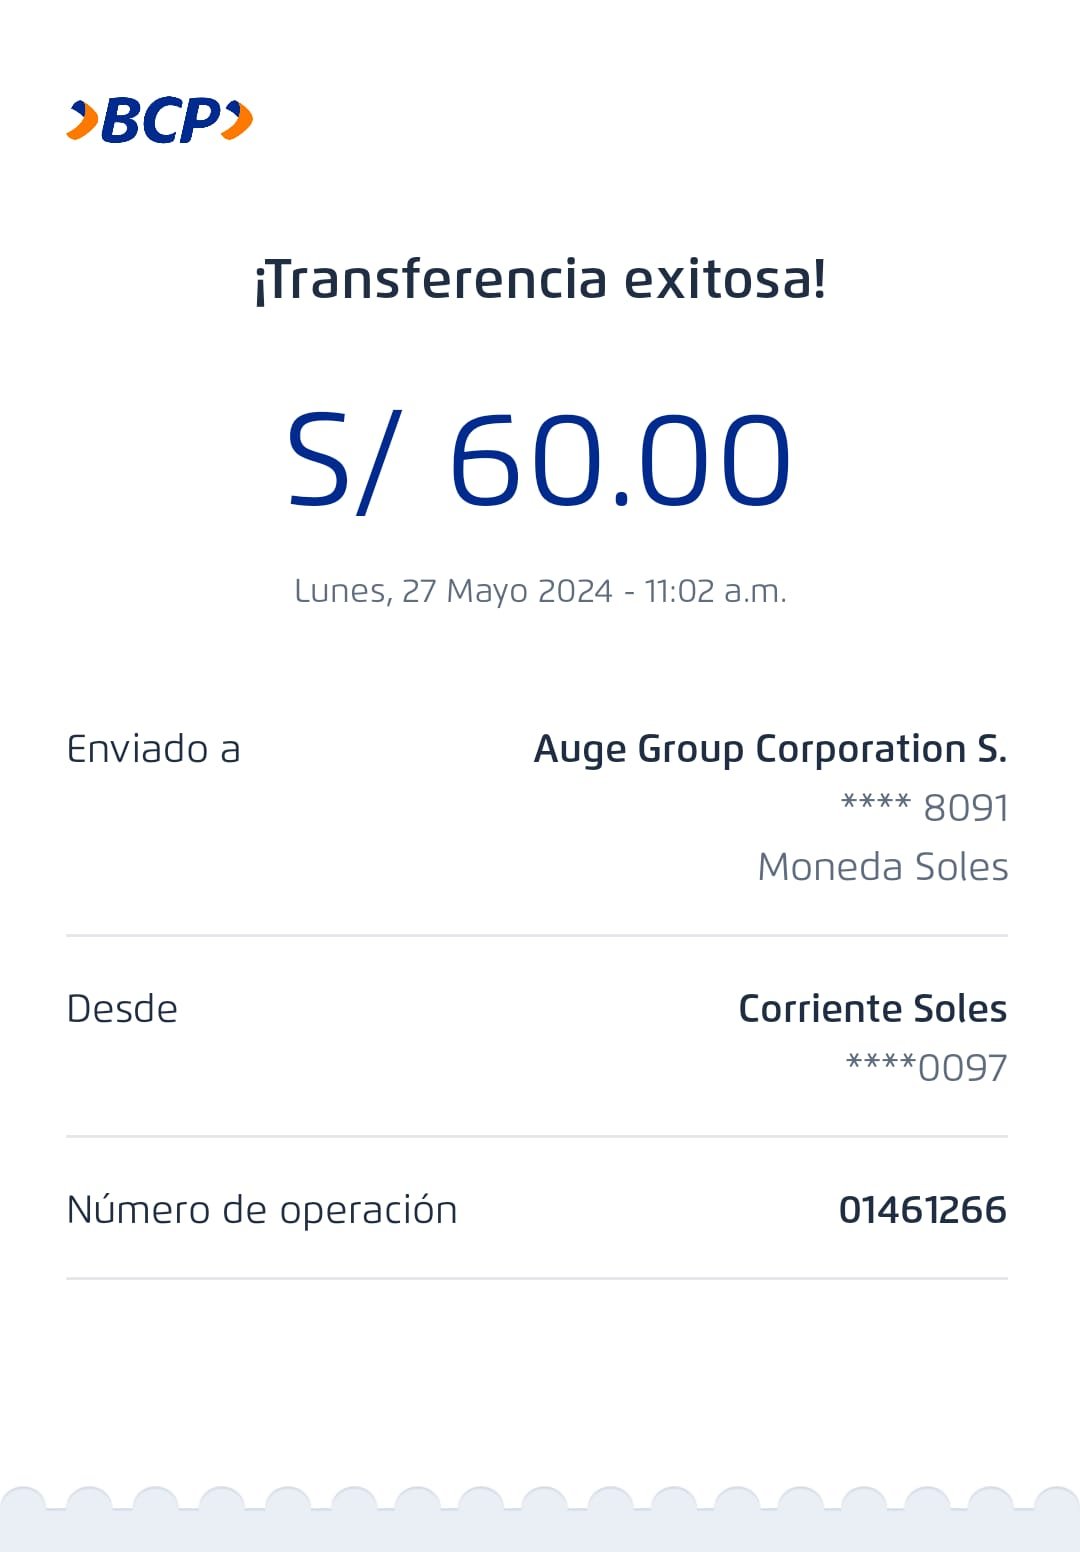 BCP
¡Transferencia exitosa!
S/ 60.00
Lunes, 27 Mayo 2024 - 11:02 a.m.
Enviado a
Auge Group Corporation S.
**** 8091
Moneda Soles
Desde
Corriente Soles
****0097
Número de operación
01461266